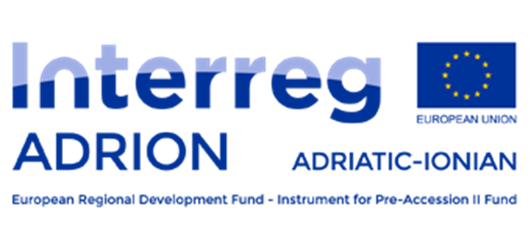 Interreg
EUROPEAN UNION
ADRION
ADRIATIC-IONIAN
European Regional Development Fund - Instrument for Pre-Accession II Fund